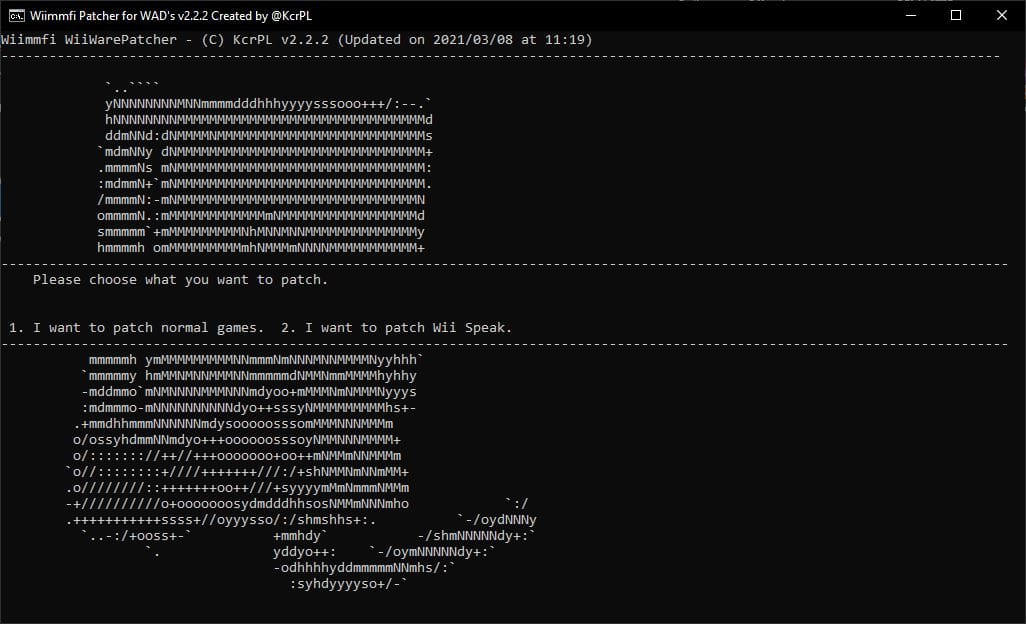 Wiimmfi Patcher for WAD's v2.2.2 Created by @KcrPL
Wiimmfi WiiWarePatcher - (C) KcrPL v2.2.2 (Updated on 2021/03/08 at 11:19)
Please choose what you want to patch.
1. I want to patch normal games.  2. I want to patch Wii Speak.